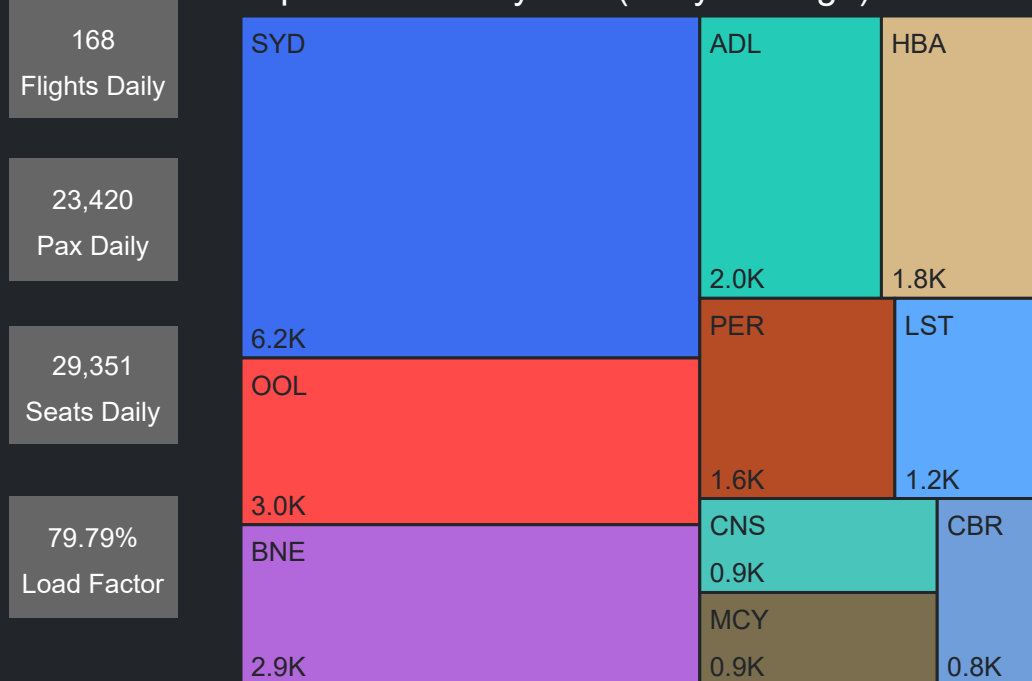 168
Flights Daily
23,420
Pax Daily
29,351
Seats Daily
79.79%
Load Factor
SYD
6.2K
OOL
3.0K
BNE
2.9K
ADL
2.0K
HBA
1.8K
PER
1.6K
LST
1.2K
CNS
0.9K
MCY
0.9K
CBR
0.8K